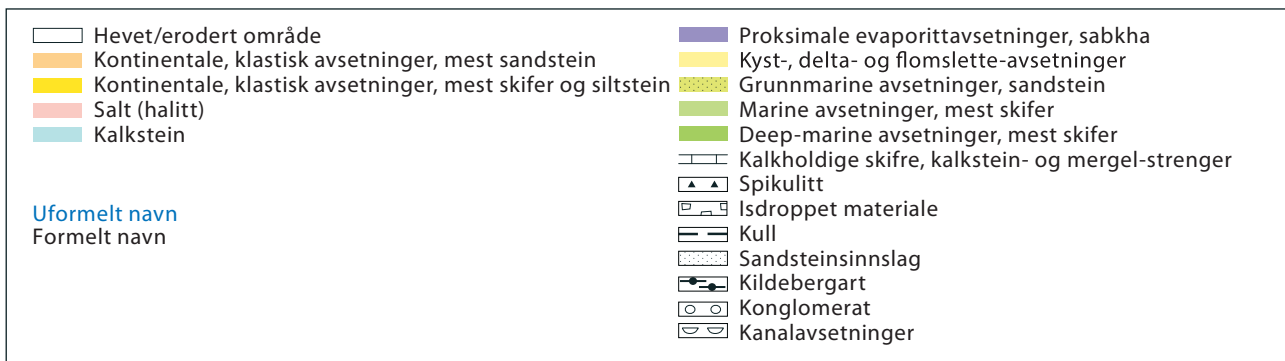 Hevet/erodert område
Kontinentale, klastisk avsetninger, mest sandstein
Kontinentale, klastisk avsetninger, mest skifer og siltstein
Salt (halitt)
Kalkstein
Uformelt navn
Formelt navn
Proksimale evaporittavsetninger, sabkha
Kyst-, delta- og flomslette-avsetninger
Grunnmarine avsetninger, sandstein
Marine avsetninger, mest skifer
Deep-marine avsetninger, mest skifer
Kalkholdige skifre, kalkstein- og mergel-strenger
Spikulitt
Isdroppet materiale
Kull
Sandsteinsinnslag
Kildebergart
Konglomerat
Kanalavsetninger